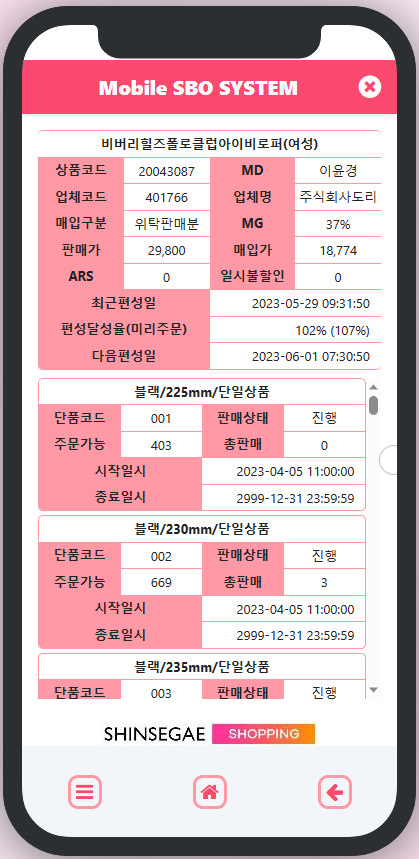 Mobile SBO SYSTEM
비버리힐즈폴로클럽아이비로퍼(여성)
상품코드 20043087 MD 이윤경
업체코드 401766 업체명 주식회사도리
매입구분 위탁판매분 MG 37%
판매가 29,800 매입가 18,774
ARS 0 일시불할인 0
최근편성일 2023-05-29 09:31:50
편성달성율(미리주문) 102% (107%)
다음편성일 2023-06-01 07:30:50
블랙/225mm/단일상품
단품코드 001 판매상태 진행
주문가능 403 총판매 0
시작일시 2023-04-05 11:00:00
종료일시 2999-12-31 23:59:59
블랙/230mm/단일상품
단품코드 002 판매상태 진행
주문가능 669 총판매 3
시작일시 2023-04-05 11:00:00
종료일시 2999-12-31 23:59:59
블랙/235mm/단일상품
단품코드 003 판매상태 진행
SHINSEGAE SHOPPING